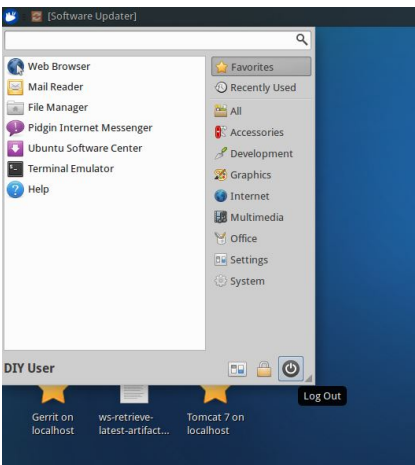 [Software Updater]
Web Browser
Mail Reader
File Manager
Pidgin Internet Messenger
Ubuntu Software Center
Terminal Emulator
Help
Favorites
Recently Used
All
Accessories
Development
Graphics
Internet
Multimedia
Office
Settings
System
DIY User
Log Out
Gerrit on
localhost
ws-retrieve-
latest-artifact...
Tomcat 7 on
localhost